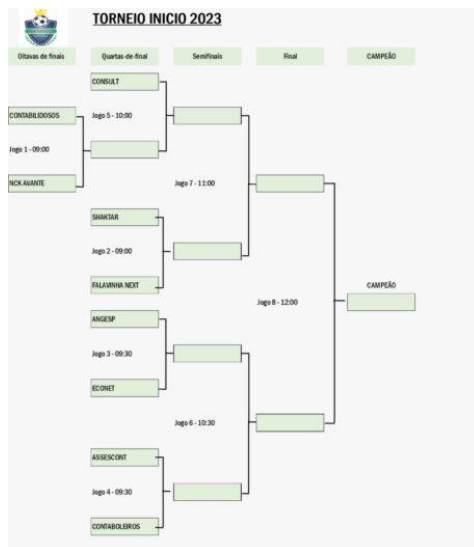 TORNEIO INICIO 2023
Oitavas de finais
Quartas-de-final
Semifinais
Final
CAMPEÃO
CONSULT
CONTABILIDOSOS
Jogo 5 - 10:00
Jogo 1 - 09:00
NCK AVANTE
Jogo 7 - 11:00
SHAKTAR
Jogo 2 - 09:00
FALAVINHA NEXT
CAMPEÃO
Jogo 8 - 12:00
ANGESP
Jogo 3 - 09:30
ECONET
Jogo 6 - 10:30
ASSESCONT
Jogo 4 - 09:30
CONTABOLEIROS